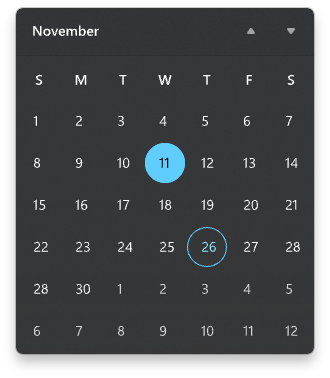 November
S M T W T F S
1 2 3 4 5 6 7
8 9 10 11 12 13 14
15 16 17 18 19 20 21
22 23 24 25 26 27 28
28 30 1 2 3 4 5
6 7 8 9 10 11 12